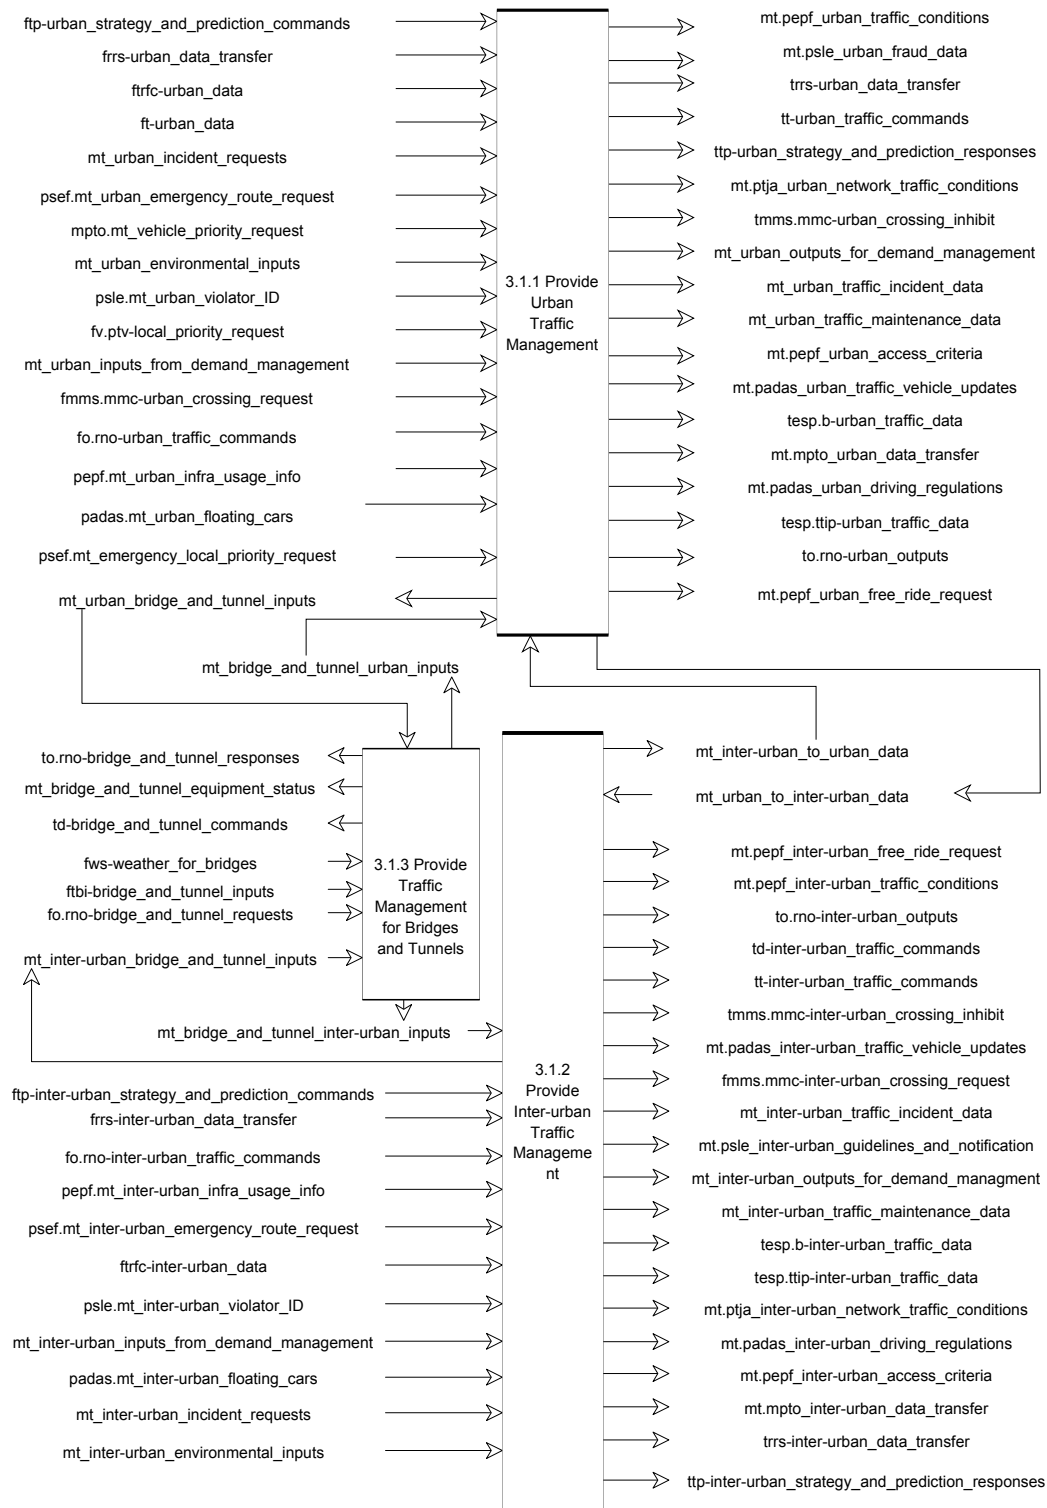 ftp-urban_strategy_and_prediction_commands
frrs-urban_data_transfer
ftrfc-urban_data
ft-urban_data
mt_urban_incident_requests
psef.mt_urban_emergency_route_request
mpto.mt_vehicle_priority_request
mt_urban_environmental_inputs
psle.mt_urban_violator_ID
fv.ptv-local_priority_request
mt_urban_inputs_from_demand_management
fmms.mmc-urban_crossing_request
fo.rno-urban_traffic_commands
pepf.mt_urban_infra_usage_info
padas.mt_urban_floating_cars
psef.mt_emergency_local_priority_request
mt_urban_bridge_and_tunnel_inputs
mt_bridge_and_tunnel_urban_inputs
3.1.1 Provide
Urban
Traffic
Management
mt.pepf_urban_traffic_conditions
mt.psle_urban_fraud_data
trrs-urban_data_transfer
tt-urban_traffic_commands
ttp-urban_strategy_and_prediction_responses
mt.ptja_urban_network_traffic_conditions
tmms.mmc-urban_crossing_inhibit
mt_urban_outputs_for_demand_management
mt_urban_traffic_incident_data
mt_urban_traffic_maintenance_data
mt.pepf_urban_access_criteria
mt.padas_urban_traffic_vehicle_updates
tesp.b-urban_traffic_data
mt.mpto_urban_data_transfer
mt.padas_urban_driving_regulations
tesp.ttip-urban_traffic_data
to.rno-urban_outputs
mt.pepf_urban_free_ride_request
to.rno-bridge_and_tunnel_responses
mt_bridge_and_tunnel_equipment_status
td-bridge_and_tunnel_commands
fws-weather_for_bridges
ftbi-bridge_and_tunnel_inputs
fo.rno-bridge_and_tunnel_requests
mt_inter-urban_bridge_and_tunnel_inputs
3.1.3 Provide
Traffic
Management
for Bridges
and Tunnels
mt_bridge_and_tunnel_inter-urban_inputs
ftp-inter-urban_strategy_and_prediction_commands
frrs-inter-urban_data_transfer
fo.rno-inter-urban_traffic_commands
pepf.mt_inter-urban_infra_usage_info
psef.mt_inter-urban_emergency_route_request
ftrfc-inter-urban_data
psle.mt_inter-urban_violator_ID
mt_inter-urban_inputs_from_demand_management
padas.mt_inter-urban_floating_cars
mt_inter-urban_incident_requests
mt_inter-urban_environmental_inputs
3.1.2
Provide
Inter-urban
Traffic
Manageme
nt
mt_inter-urban_to_urban_data
mt_urban_to_inter-urban_data
mt.pepf_inter-urban_free_ride_request
mt.pepf_inter-urban_traffic_conditions
to.rno-inter-urban_outputs
td-inter-urban_traffic_commands
tt-inter-urban_traffic_commands
tmms.mmc-inter-urban_crossing_inhibit
mt.padas_inter-urban_traffic_vehicle_updates
fmms.mmc-inter-urban_crossing_request
mt_inter-urban_traffic_incident_data
mt.psle_inter-urban_guidelines_and_notification
mt_inter-urban_outputs_for_demand_managment
mt_inter-urban_traffic_maintenance_data
tesp.b-inter-urban_traffic_data
tesp.ttip-inter-urban_traffic_data
mt.ptja_inter-urban_network_traffic_conditions
mt.padas_inter-urban_driving_regulations
mt.pepf_inter-urban_access_criteria
mt.mpto_inter-urban_data_transfer
trrs-inter-urban_data_transfer
ttp-inter-urban_strategy_and_prediction_responses